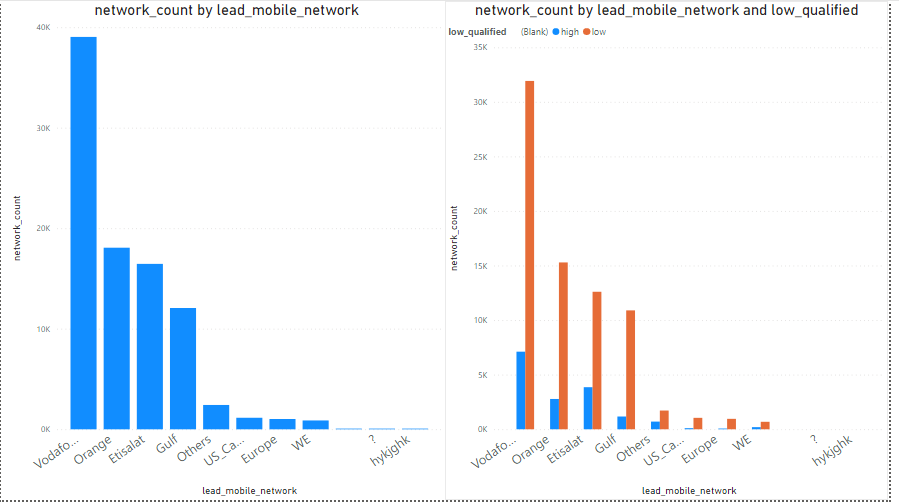 network_count by lead_mobile_network
40K
30K
20K
10K
0K
network_count
Vodafo...
Orange
Etisalat
Gulf
Others
US_Ca...
Europe
WE
?
hykjghk
lead_mobile_network
network_count by lead_mobile_network and low_qualified
low_qualified (Blank) high low
35K
30K
25K
20K
15K
10K
5K
0K
network_count
Vodafo...
Orange
Etisalat
Gulf
Others
US_Ca...
Europe
WE
?
hykjghk
lead_mobile_network